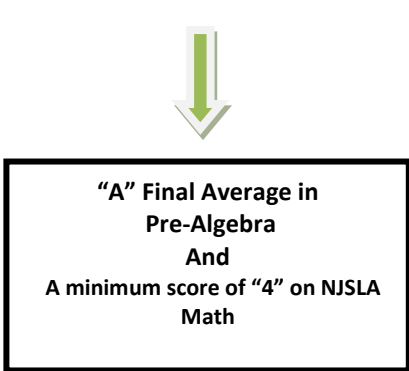 “A” Final Average in
Pre-Algebra
And
A minimum score of “4” on NJSLA
Math